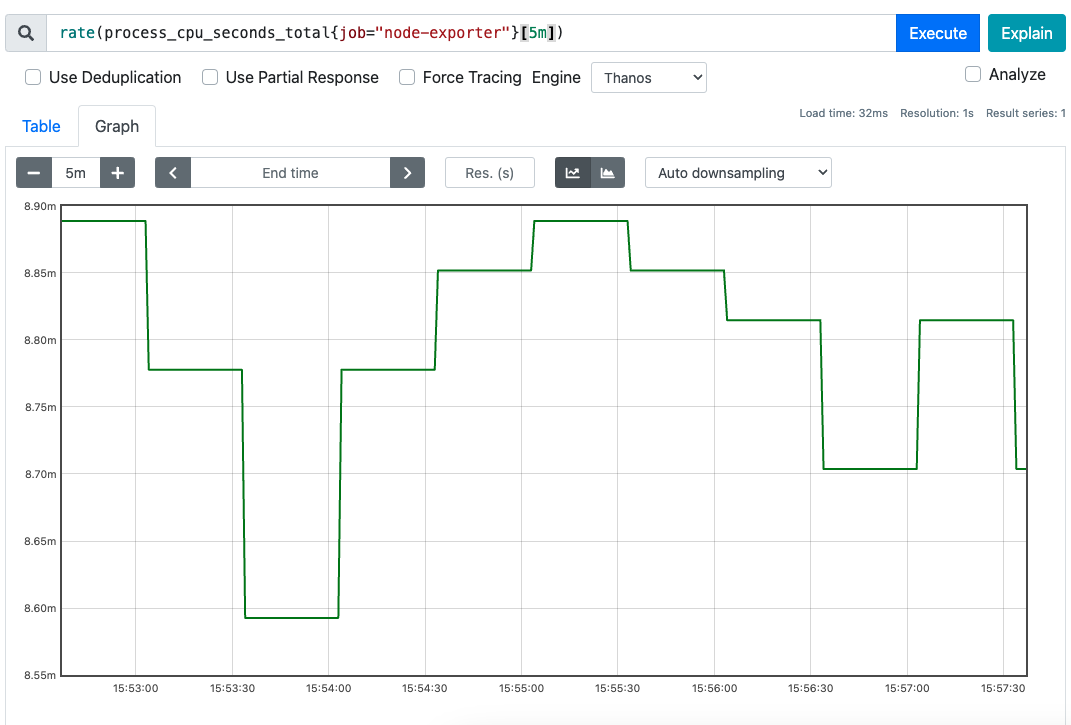 rate(process_cpu_seconds_total{job="node-exporter"}[5m])
Execute
Explain
Use Deduplication
Use Partial Response
Force Tracing
Engine
Thanos
Analyze
Table
Graph
Load time: 32ms Resolution: 1s Result series: 1
5m
End time
Res. (s)
Auto downsampling
8.90m
8.85m
8.80m
8.75m
8.70m
8.65m
8.60m
8.55m
15:53:00 15:53:30 15:54:00 15:54:30 15:55:00 15:55:30 15:56:00 15:56:30 15:57:00 15:57:30